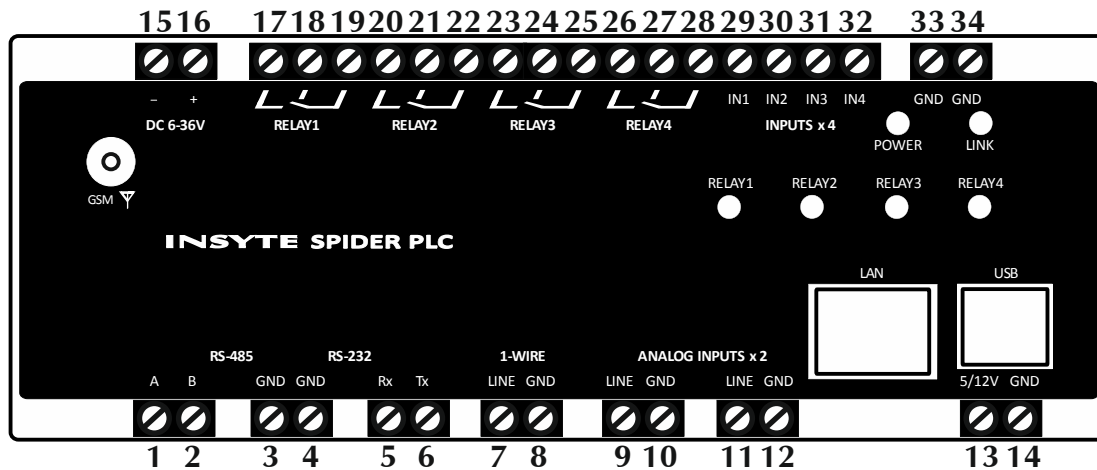 15 16 17 18 19 20 21 22 23 24 25 26 27 28 29 30 31 32 33 34
− + IN1 IN2 IN3 IN4 GND GND
DC 6-36V RELAY1 RELAY2 RELAY3 RELAY4 INPUTS x 4
POWER LINK
RELAY1 RELAY2 RELAY3 RELAY4
GSM
INSYTE SPIDER PLC
LAN USB
RS-485 RS-232 1-WIRE ANALOG INPUTS x 2
A B GND GND Rx Tx LINE GND LINE GND LINE GND 5/12V GND
1 2 3 4 5 6 7 8 9 10 11 12 13 14